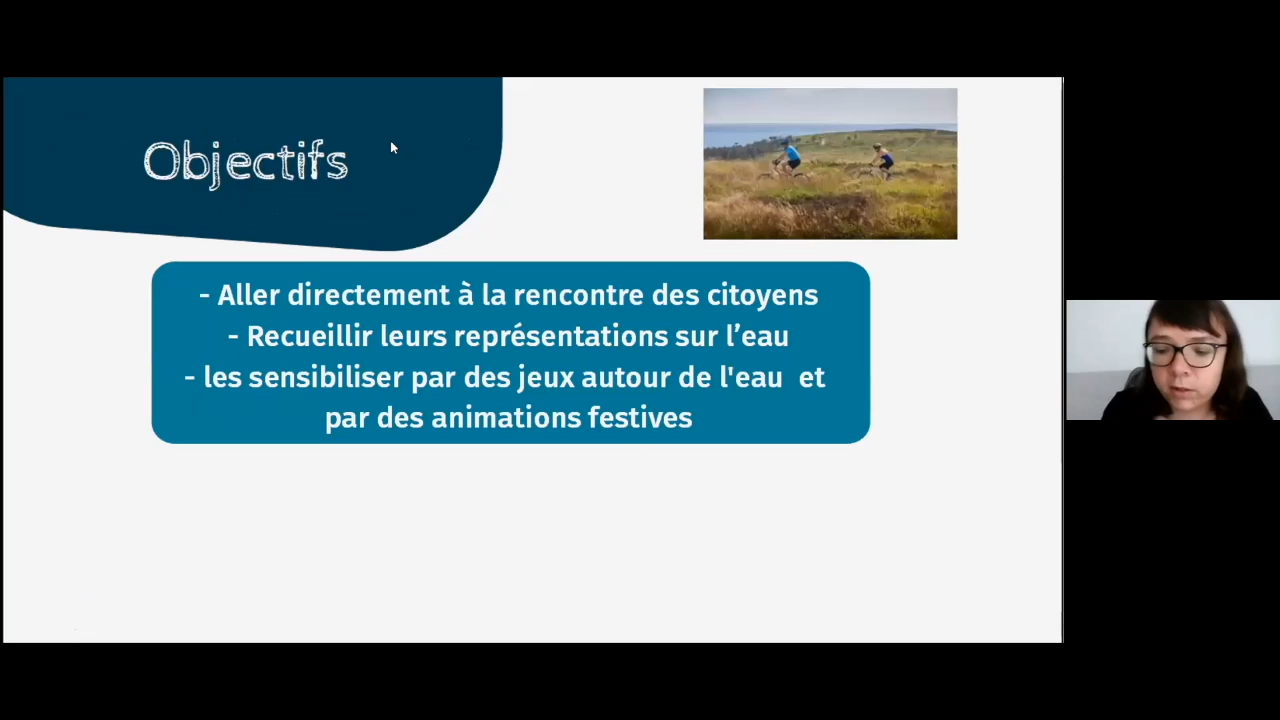 Objectifs
- Aller directement à la rencontre des citoyens
- Recueillir leurs représentations sur l’eau
- les sensibiliser par des jeux autour de l'eau  et
par des animations festives